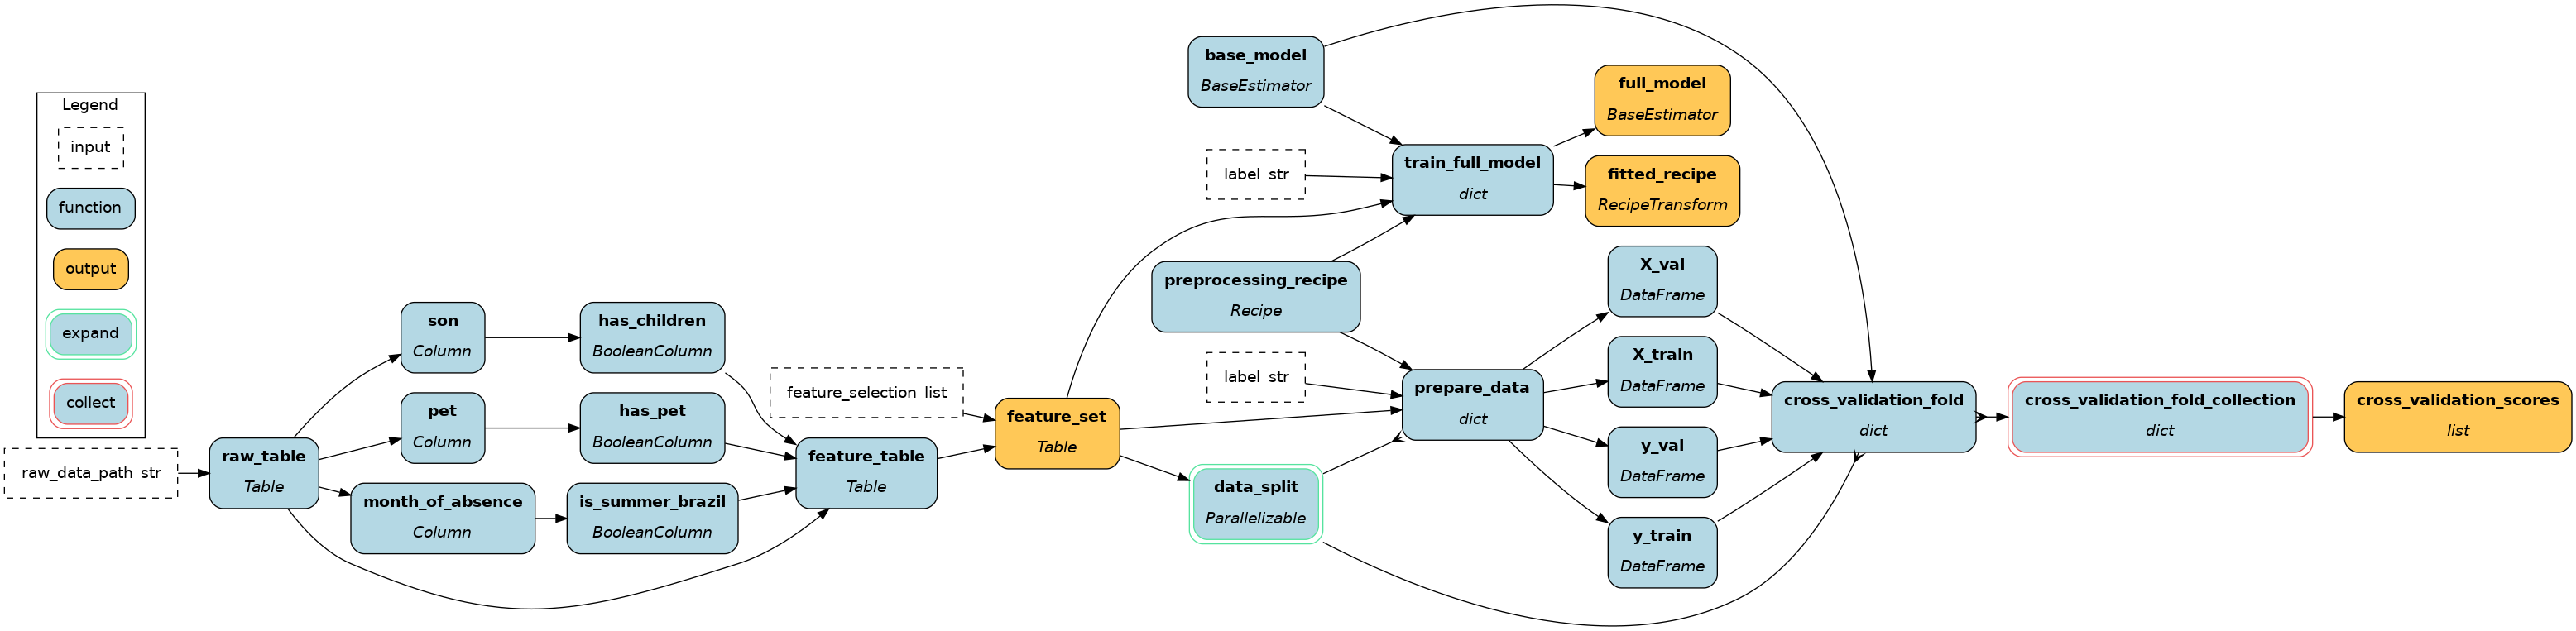 Legend
input
function
output
expand
collect
raw_data_path str
raw_table
Table
son
Column
pet
Column
month_of_absence
Column
has_children
BooleanColumn
has_pet
BooleanColumn
is_summer_brazil
BooleanColumn
feature_selection list
feature_table
Table
feature_set
Table
base_model
BaseEstimator
label str
preprocessing_recipe
Recipe
label str
data_split
Parallelizable
train_full_model
dict
prepare_data
dict
full_model
BaseEstimator
fitted_recipe
RecipeTransform
X_val
DataFrame
X_train
DataFrame
y_val
DataFrame
y_train
DataFrame
cross_validation_fold
dict
cross_validation_fold_collection
dict
cross_validation_scores
list